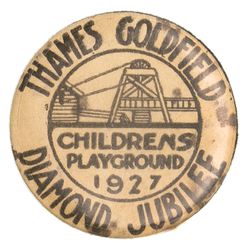 THAMES GOLDFIELD
CHILDRENS
PLAYGROUND
1927
DIAMOND JUBILEE